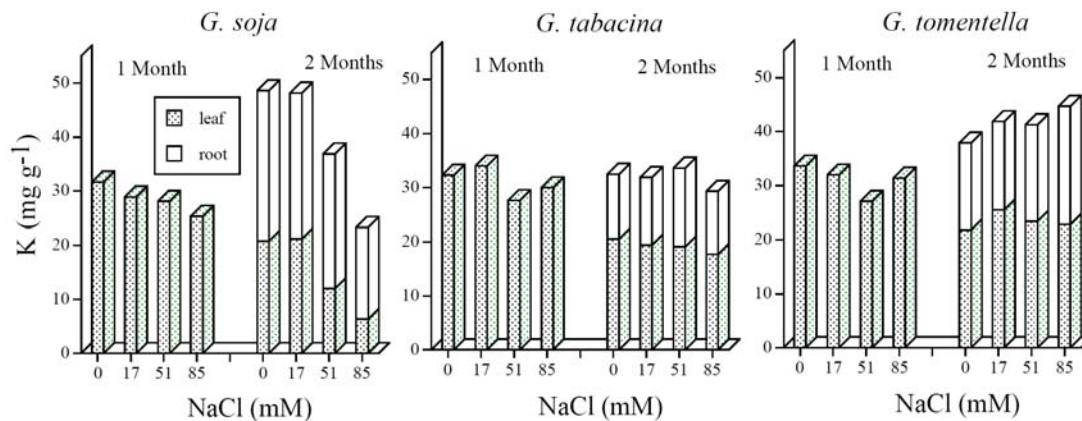 G. soja
G. tabacina
G. tomentella
K (mg g-1)
50
40
30
20
10
0
1 Month
2 Months
leaf
root
0 17 51 85 0 17 51 85
NaCl (mM)
50
40
30
20
10
0
1 Month
2 Months
0 17 51 85 0 17 51 85
NaCl (mM)
50
40
30
20
10
0
1 Month
2 Months
0 17 51 85 0 17 51 85
NaCl (mM)